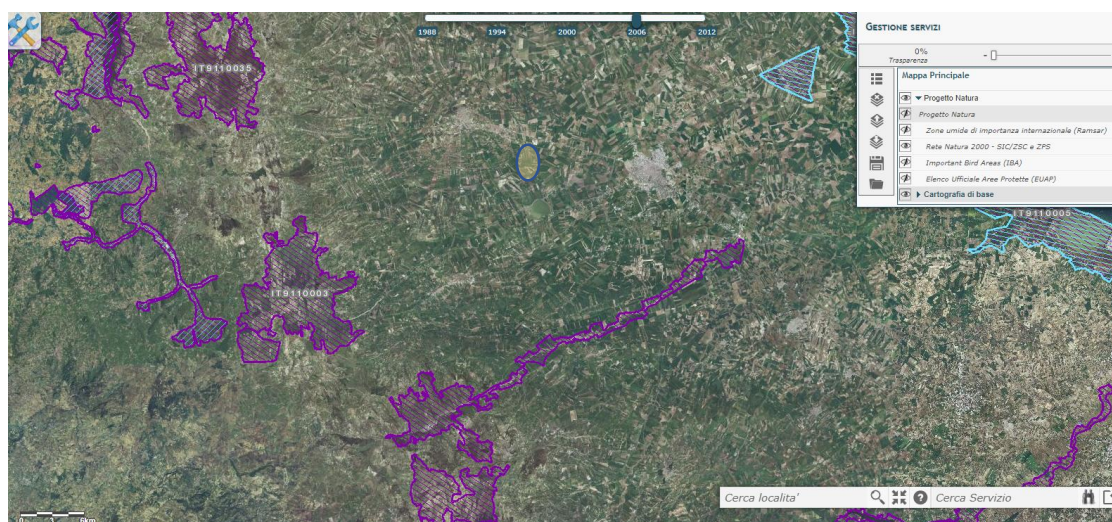 1988 1994 2000 2006 2012
GESTIONE SERVIZI
0%
Trasparenza
Mappa Principale
Progetto Natura
Progetto Natura
Zone umide di importanza internazionale (Ramsar)
Rete Natura 2000 - SIC/ZSC e ZPS
Important Bird Areas (IBA)
Elenco Ufficiale Aree Protette (EUAP)
Cartografia di base
IT9110035
IT9110005
IT9110003
Cerca localita' Cerca Servizio
0 3 6km